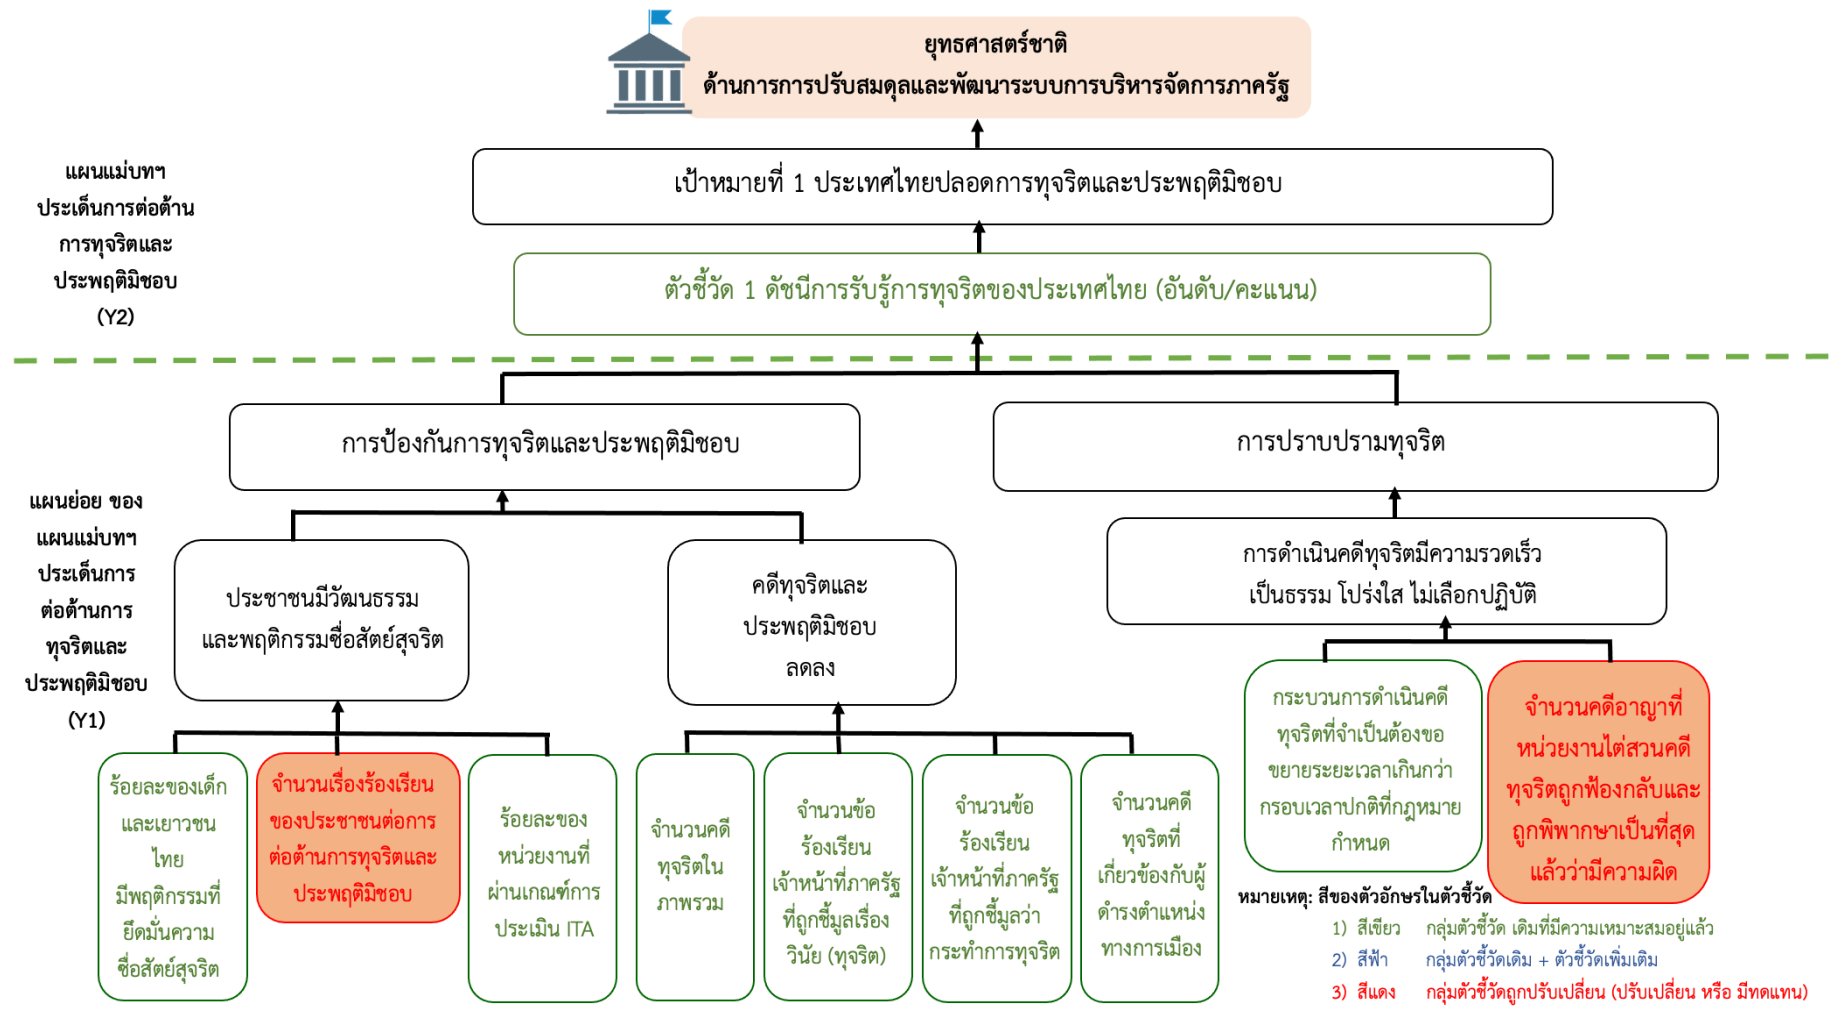 ยุทธศาสตร์ชาติ
ด้านการการปรับสมดุลและพัฒนาระบบการบริหารจัดการภาครัฐ
แผนแม่บทฯ
ประเด็นการต่อต้าน
การทุจริตและ
ประพฤติมิชอบ
(Y2)
เป้าหมายที่ 1 ประเทศไทยปลอดการทุจริตและประพฤติมิชอบ
ตัวชี้วัด 1 ดัชนีการรับรู้การทุจริตของประเทศไทย (อันดับ/คะแนน)
แผนย่อย ของ
แผนแม่บทฯ
ประเด็นการ
ต่อต้านการ
ทุจริตและ
ประพฤติมิชอบ
(Y1)
การป้องกันการทุจริตและประพฤติมิชอบ
การปราบปรามทุจริต
ประชาชนมีวัฒนธรรม
และพฤติกรรมซื่อสัตย์สุจริต
คดีทุจริตและ
ประพฤติมิชอบ
ลดลง
การดำเนินคดีทุจริตมีความรวดเร็ว
เป็นธรรม โปร่งใส ไม่เลือกปฏิบัติ
ร้อยละของเด็ก
และเยาวชน
ไทย
มีพฤติกรรมที่
ยึดมั่นความ
ซื่อสัตย์สุจริต
จำนวนเรื่องร้องเรียน
ของประชาชนต่อการ
ต่อต้านการทุจริตและ
ประพฤติมิชอบ
ร้อยละของ
หน่วยงานที่
ผ่านเกณฑ์การ
ประเมิน ITA
จำนวนคดี
ทุจริตใน
ภาพรวม
จำนวนข้อ
ร้องเรียน
เจ้าหน้าที่ภาครัฐ
ที่ถูกชี้มูลเรื่อง
วินัย (ทุจริต)
จำนวนข้อ
ร้องเรียน
เจ้าหน้าที่ภาครัฐ
ที่ถูกชี้มูลว่า
กระทำการทุจริต
จำนวนคดี
ทุจริตที่
เกี่ยวข้องกับผู้
ดำรงตำแหน่ง
ทางการเมือง
กระบวนการดำเนินคดี
ทุจริตที่จำเป็นต้องขอ
ขยายระยะเวลาเกินกว่า
กรอบเวลาปกติที่กฎหมาย
กำหนด
จำนวนคดีอาญาที่
หน่วยงานไต่สวนคดี
ทุจริตถูกฟ้องกลับและ
ถูกพิพากษาเป็นที่สุด
แล้วว่ามีความผิด
หมายเหตุ: สีของตัวอักษรในตัวชี้วัด
1) สีเขียว กลุ่มตัวชี้วัด เดิมที่มีความเหมาะสมอยู่แล้ว
2) สีฟ้า กลุ่มตัวชี้วัดเดิม + ตัวชี้วัดเพิ่มเติม
3) สีแดง กลุ่มตัวชี้วัดถูกปรับเปลี่ยน (ปรับเปลี่ยน หรือ มีทดแทน)